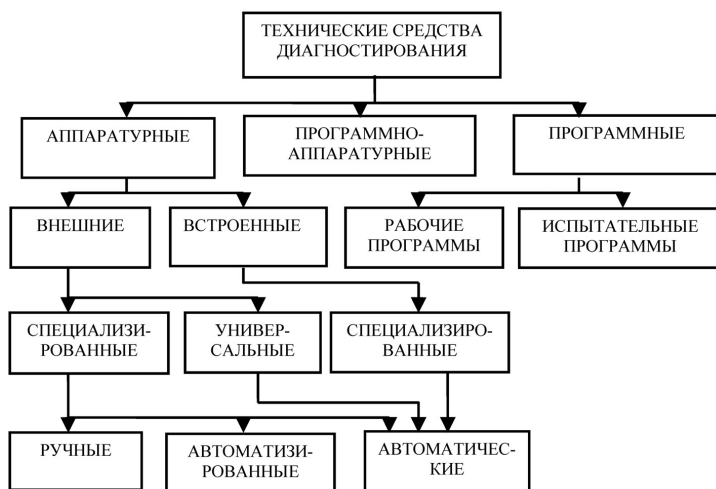 ТЕХНИЧЕСКИЕ СРЕДСТВА
ДИАГНОСТИРОВАНИЯ
АППАРАТУРНЫЕ
ПРОГРАММНО-
АППАРАТУРНЫЕ
ПРОГРАММНЫЕ
ВНЕШНИЕ
ВСТРОЕННЫЕ
РАБОЧИЕ
ПРОГРАММЫ
ИСПЫТАТЕЛЬНЫЕ
ПРОГРАММЫ
СПЕЦИАЛИЗИ-
РОВАННЫЕ
УНИВЕР-
САЛЬНЫЕ
СПЕЦИАЛИЗИРО-
ВАННЫЕ
РУЧНЫЕ
АВТОМАТИЗИ-
РОВАННЫЕ
АВТОМАТИЧЕС-
КИЕ